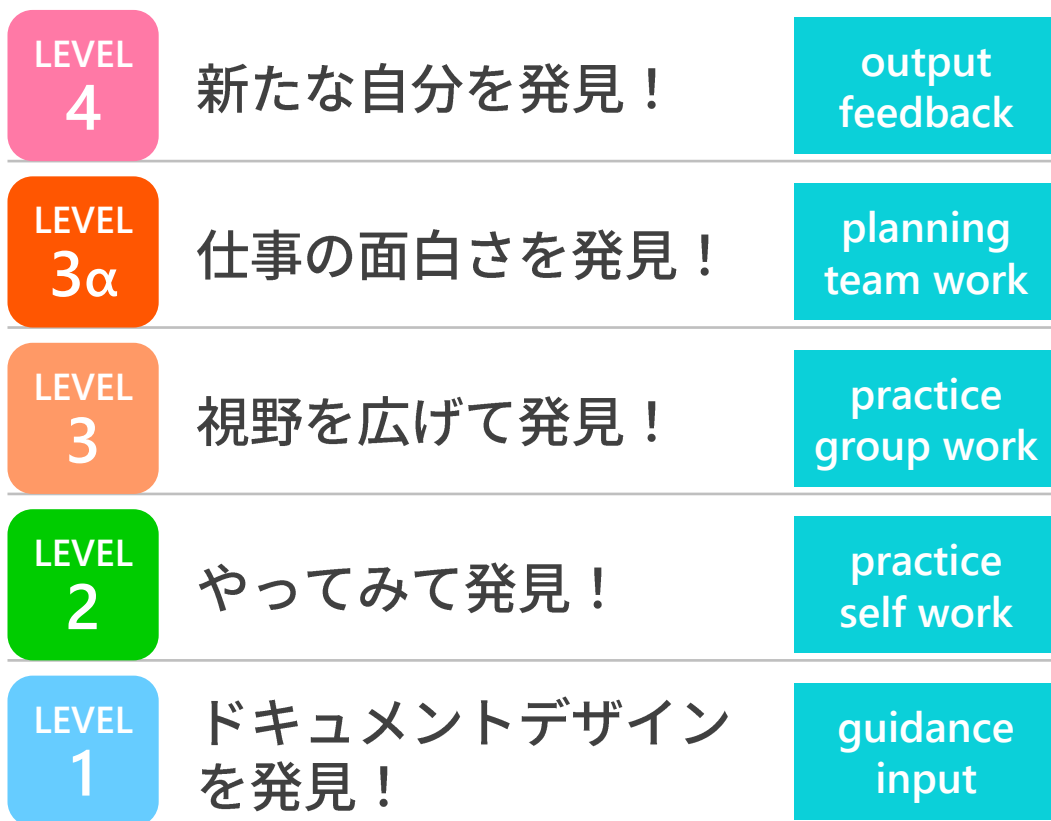 LEVEL
4
新たな自分を発見！
output
feedback
LEVEL
3α
仕事の面白さを発見！
planning
team work
LEVEL
3
視野を広げて発見！
practice
group work
LEVEL
2
やってみて発見！
practice
self work
LEVEL
1
ドキュメントデザイン
を発見！
guidance
input